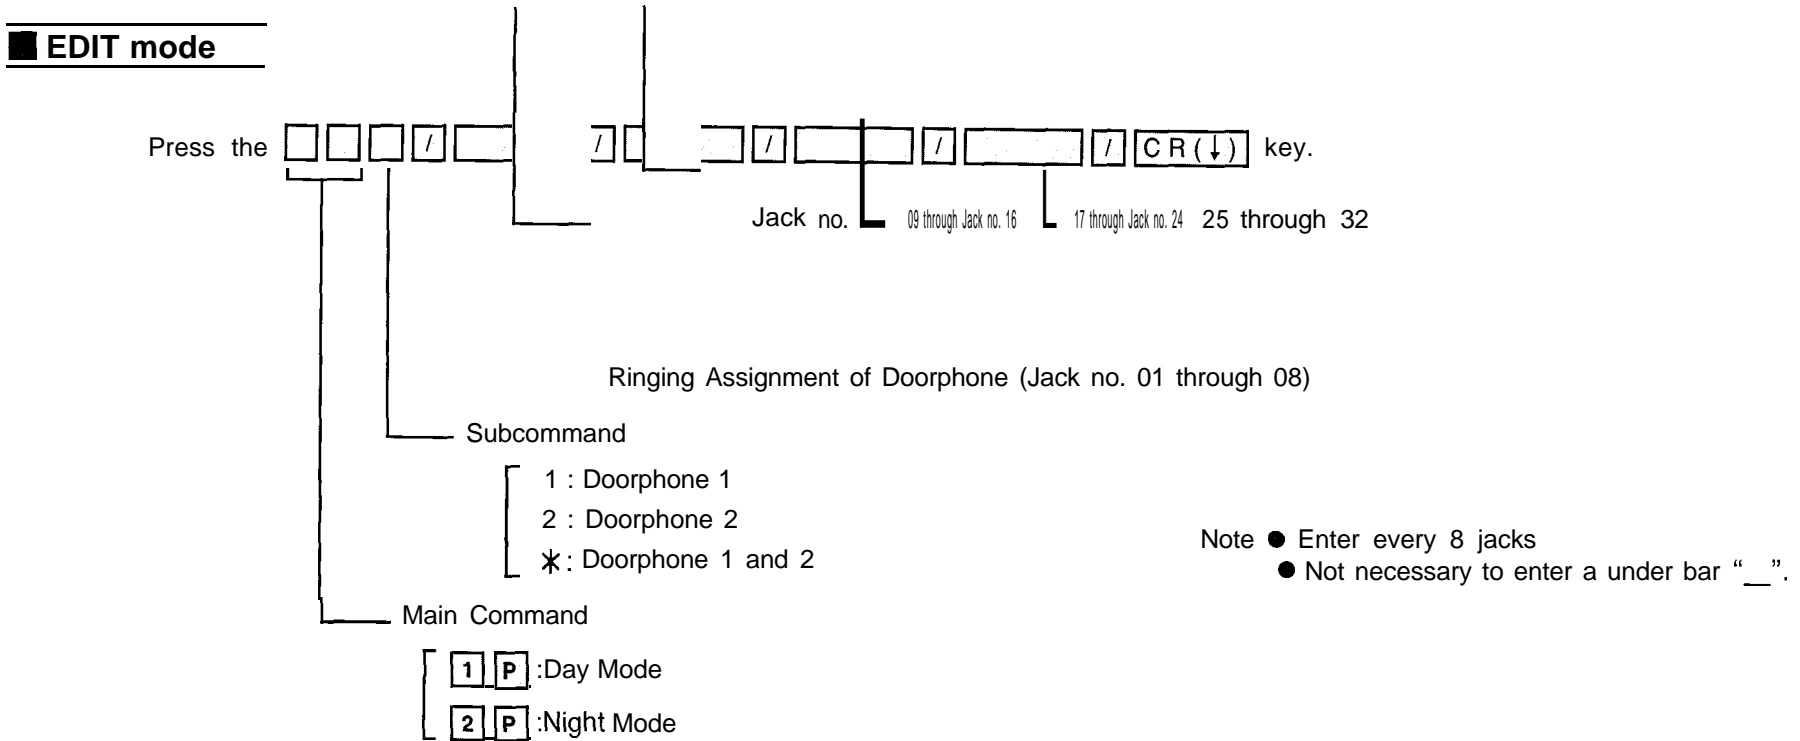 ■ EDIT mode
Press the / / / / / CR(↓) key.
Jack no. 09 through Jack no. 16 17 through Jack no. 24 25 through 32
Ringing Assignment of Doorphone (Jack no. 01 through 08)
Subcommand
1 : Doorphone 1
2 : Doorphone 2
*: Doorphone 1 and 2
Note ● Enter every 8 jacks
● Not necessary to enter a under bar “__”.
Main Command
1 P :Day Mode
2 P :Night Mode